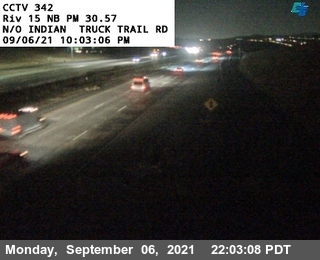 CCTV 342
Riv 15 NB PM 30.57
N/O INDIAN TRUCK TRAIL RD
09/06/21 10:03:06 PM
Monday, September 06, 2021 22:03:08 PDT